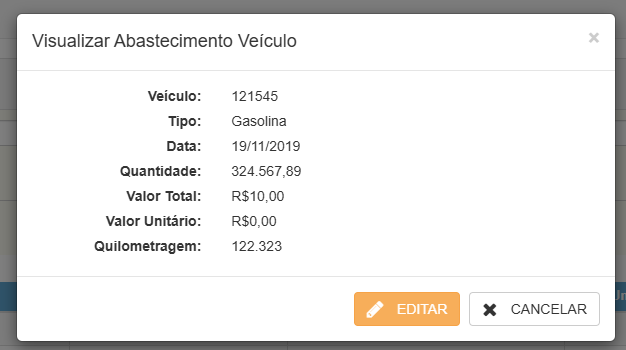 Visualizar Abastecimento Veículo ×
Veículo: 121545
Tipo: Gasolina
Data: 19/11/2019
Quantidade: 324.567,89
Valor Total: R$10,00
Valor Unitário: R$0,00
Quilometragem: 122.323
EDITAR CANCELAR